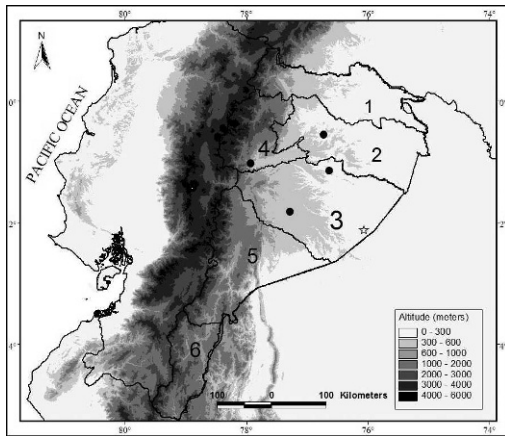 80° 78° 76° 74°
N
PACIFIC OCEAN
0° 0°
2° 2°
4° 4°
1
2
3
4
5
6
Altitude (meters)
0 - 300
300 - 600
600 - 1000
1000 - 2000
2000 - 3000
3000 - 4000
4000 - 6000
100 0 100 Kilometers
80° 78° 76° 74°